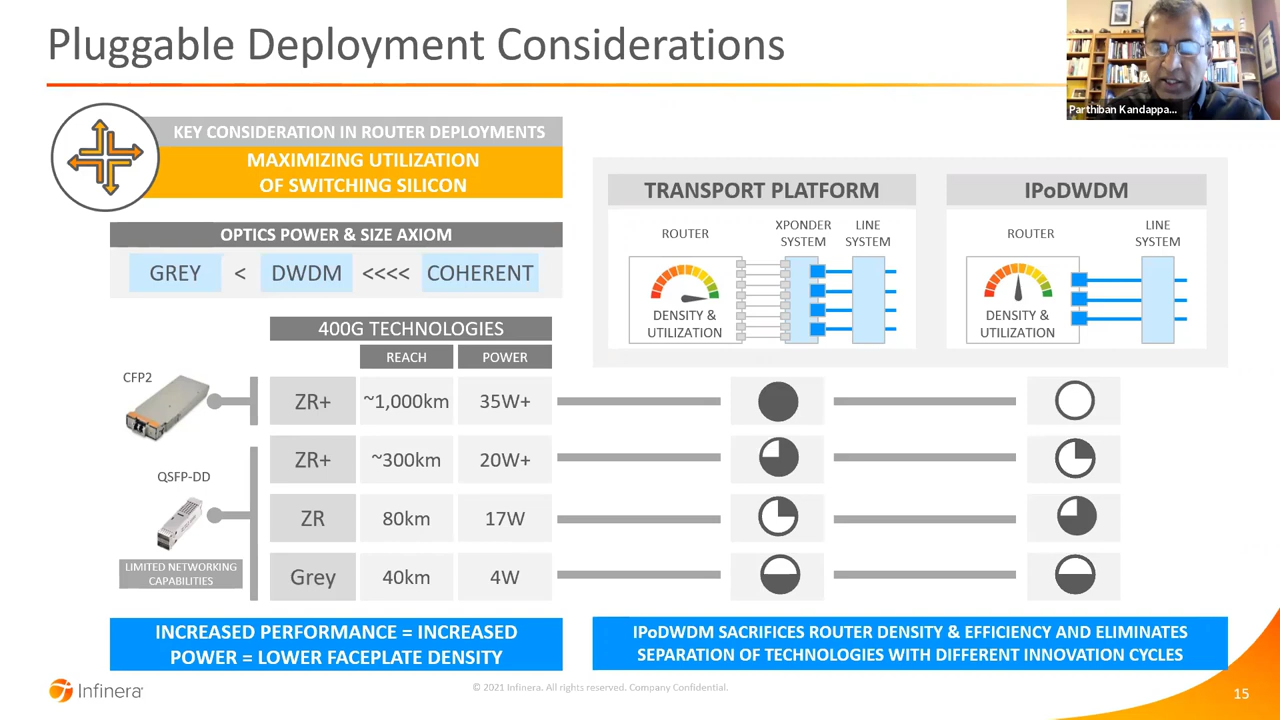 Pluggable Deployment Considerations
Parthiban Kandappa...
KEY CONSIDERATION IN ROUTER DEPLOYMENTS
MAXIMIZING UTILIZATION
OF SWITCHING SILICON
OPTICS POWER & SIZE AXIOM
GREY < DWDM <<<< COHERENT
400G TECHNOLOGIES
REACH POWER
CFP2
ZR+ ~1,000km 35W+
ZR+ ~300km 20W+
QSFP-DD
ZR 80km 17W
LIMITED NETWORKING
CAPABILITIES
Grey 40km 4W
INCREASED PERFORMANCE = INCREASED
POWER = LOWER FACEPLATE DENSITY
TRANSPORT PLATFORM
ROUTER
XPONDER
SYSTEM
LINE
SYSTEM
DENSITY &
UTILIZATION
IPoDWDM
ROUTER
LINE
SYSTEM
DENSITY &
UTILIZATION
IPoDWDM SACRIFICES ROUTER DENSITY & EFFICIENCY AND ELIMINATES
SEPARATION OF TECHNOLOGIES WITH DIFFERENT INNOVATION CYCLES
Infinera
© 2021 Infinera. All rights reserved. Company Confidential.
15